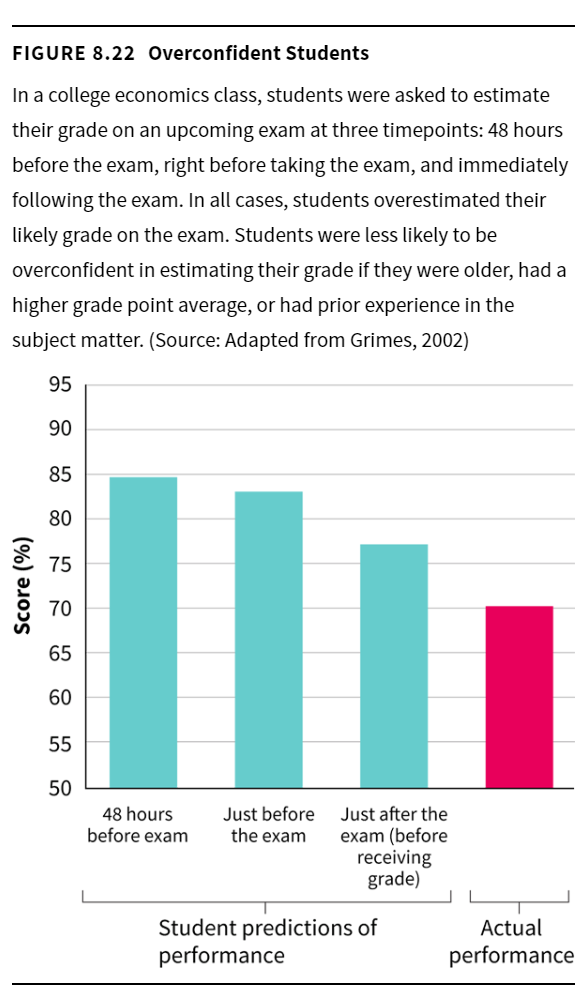 FIGURE 8.22 Overconfident Students
In a college economics class, students were asked to estimate
their grade on an upcoming exam at three timepoints: 48 hours
before the exam, right before taking the exam, and immediately
following the exam. In all cases, students overestimated their
likely grade on the exam. Students were less likely to be
overconfident in estimating their grade if they were older, had a
higher grade point average, or had prior experience in the
subject matter. (Source: Adapted from Grimes, 2002)
95
90
85
80
75
70
65
60
55
50
Score (%)
48 hours
before exam
Just before
the exam
Just after the
exam (before
receiving
grade)
Student predictions of
performance
Actual
performance